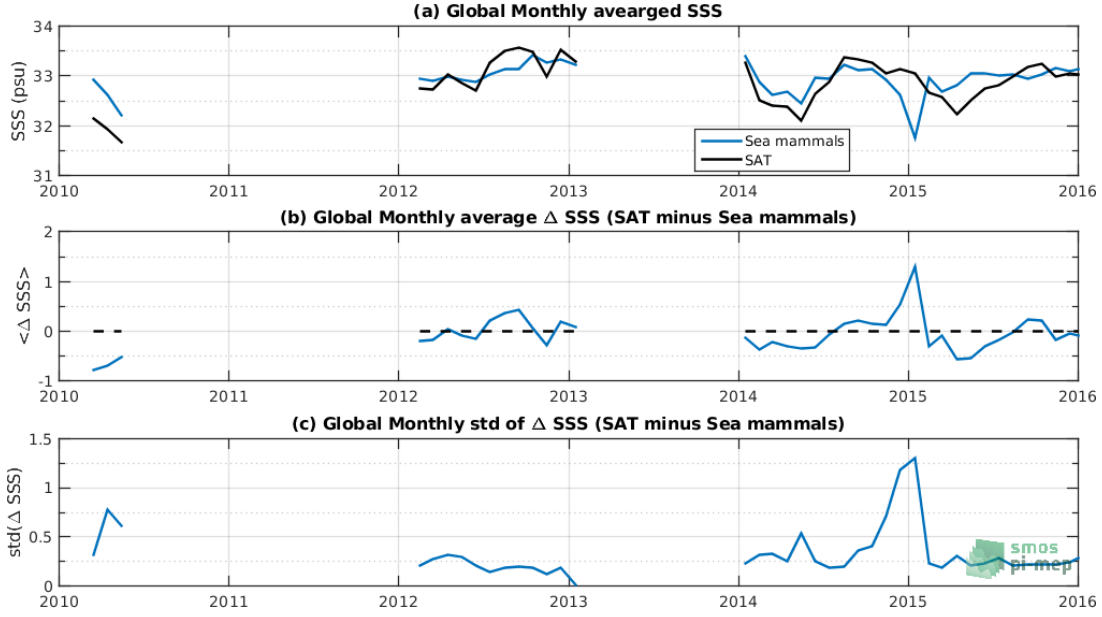 (a) Global Monthly avearged SSS
34
33
32
31
SSS (psu)
Sea mammals
SAT
2010 2011 2012 2013 2014 2015 2016
(b) Global Monthly average Δ SSS (SAT minus Sea mammals)
2
1
0
-1
<Δ SSS>
2010 2011 2012 2013 2014 2015 2016
(c) Global Monthly std of Δ SSS (SAT minus Sea mammals)
1.5
1
0.5
0
std(Δ SSS)
smos
pi-mep
2010 2011 2012 2013 2014 2015 2016